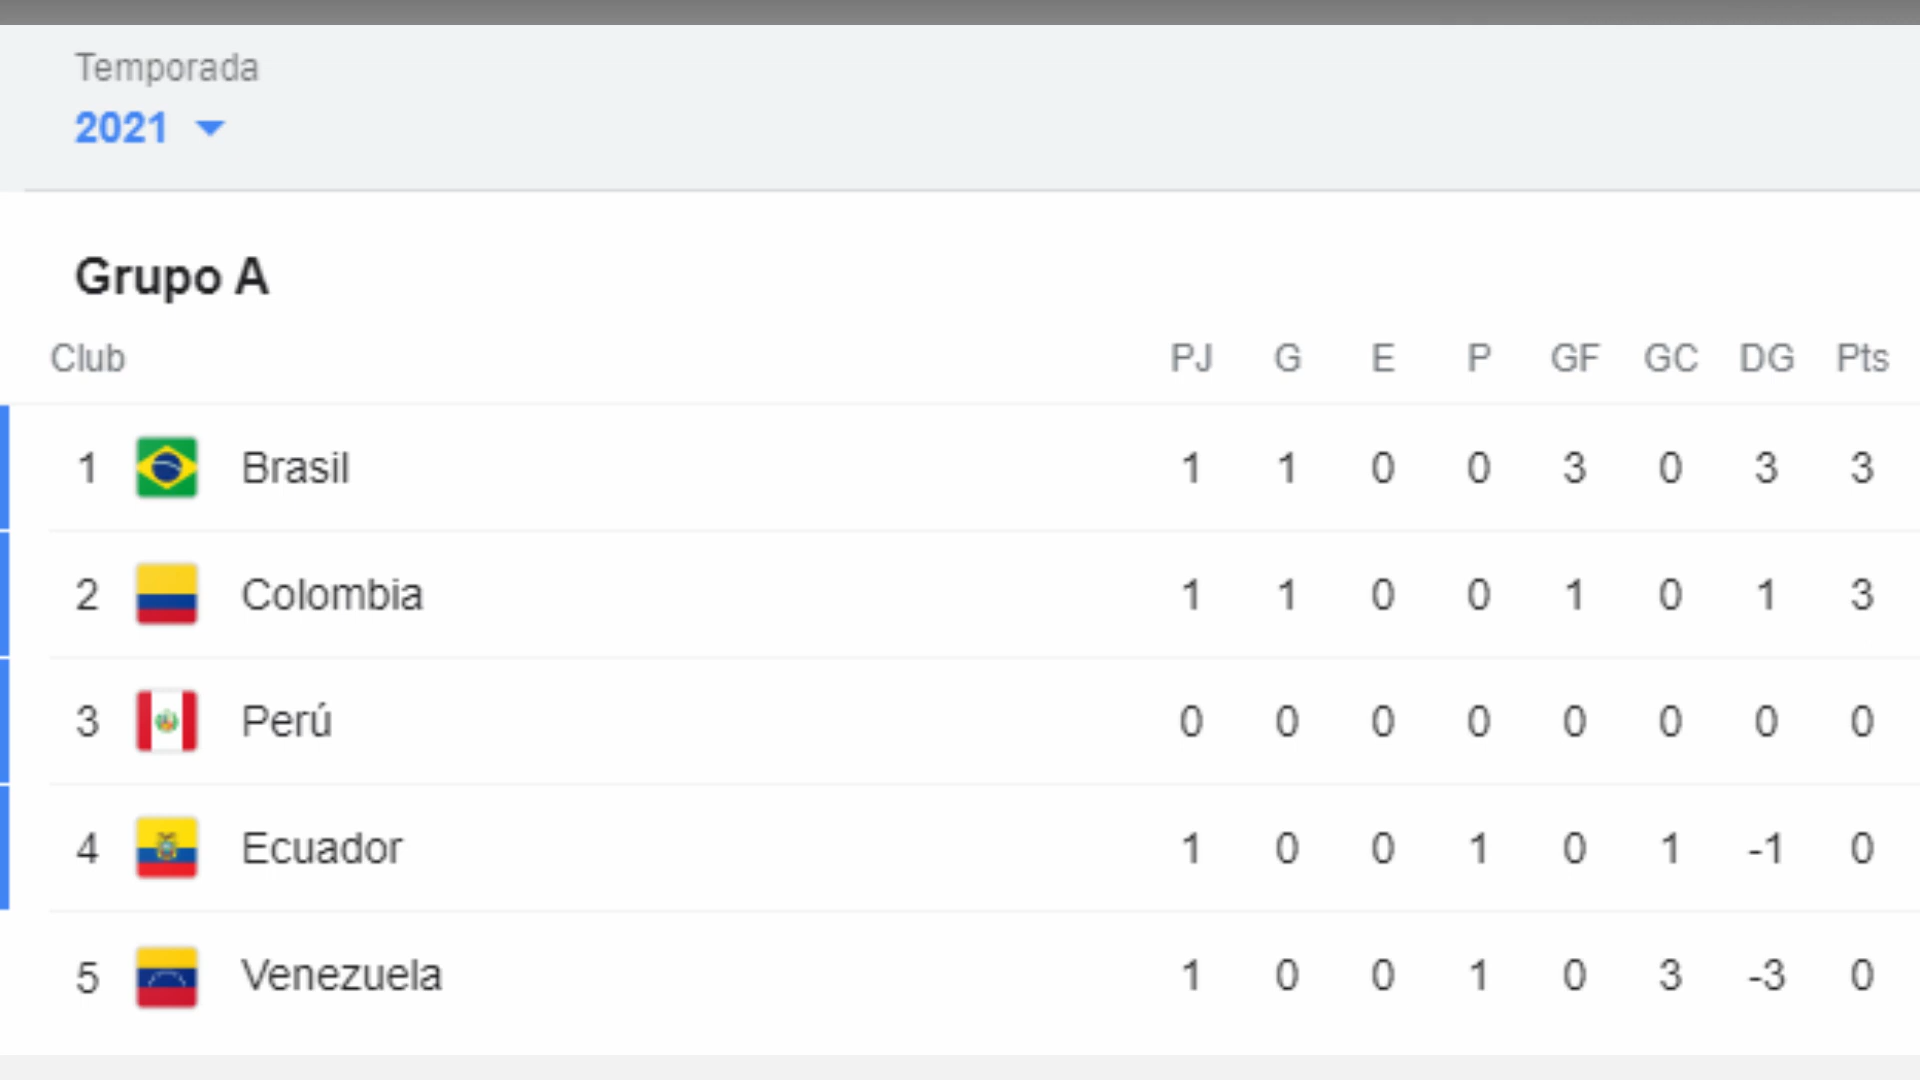 Temporada
2021
Grupo A
Club PJ G E P GF GC DG Pts
1 Brasil 1 1 0 0 3 0 3 3
2 Colombia 1 1 0 0 1 0 1 3
3 Perú 0 0 0 0 0 0 0 0
4 Ecuador 1 0 0 1 0 1 -1 0
5 Venezuela 1 0 0 1 0 3 -3 0